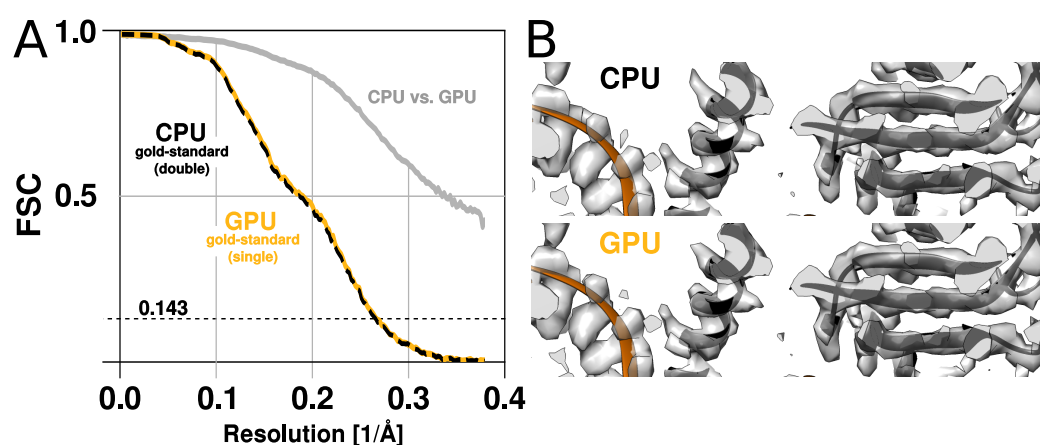 A
1.0
CPU vs. GPU
CPU
gold-standard
(double)
FSC
0.5
GPU
gold-standard
(single)
0.143
0.0 0.1 0.2 0.3 0.4
Resolution [1/Å]
B
CPU
GPU